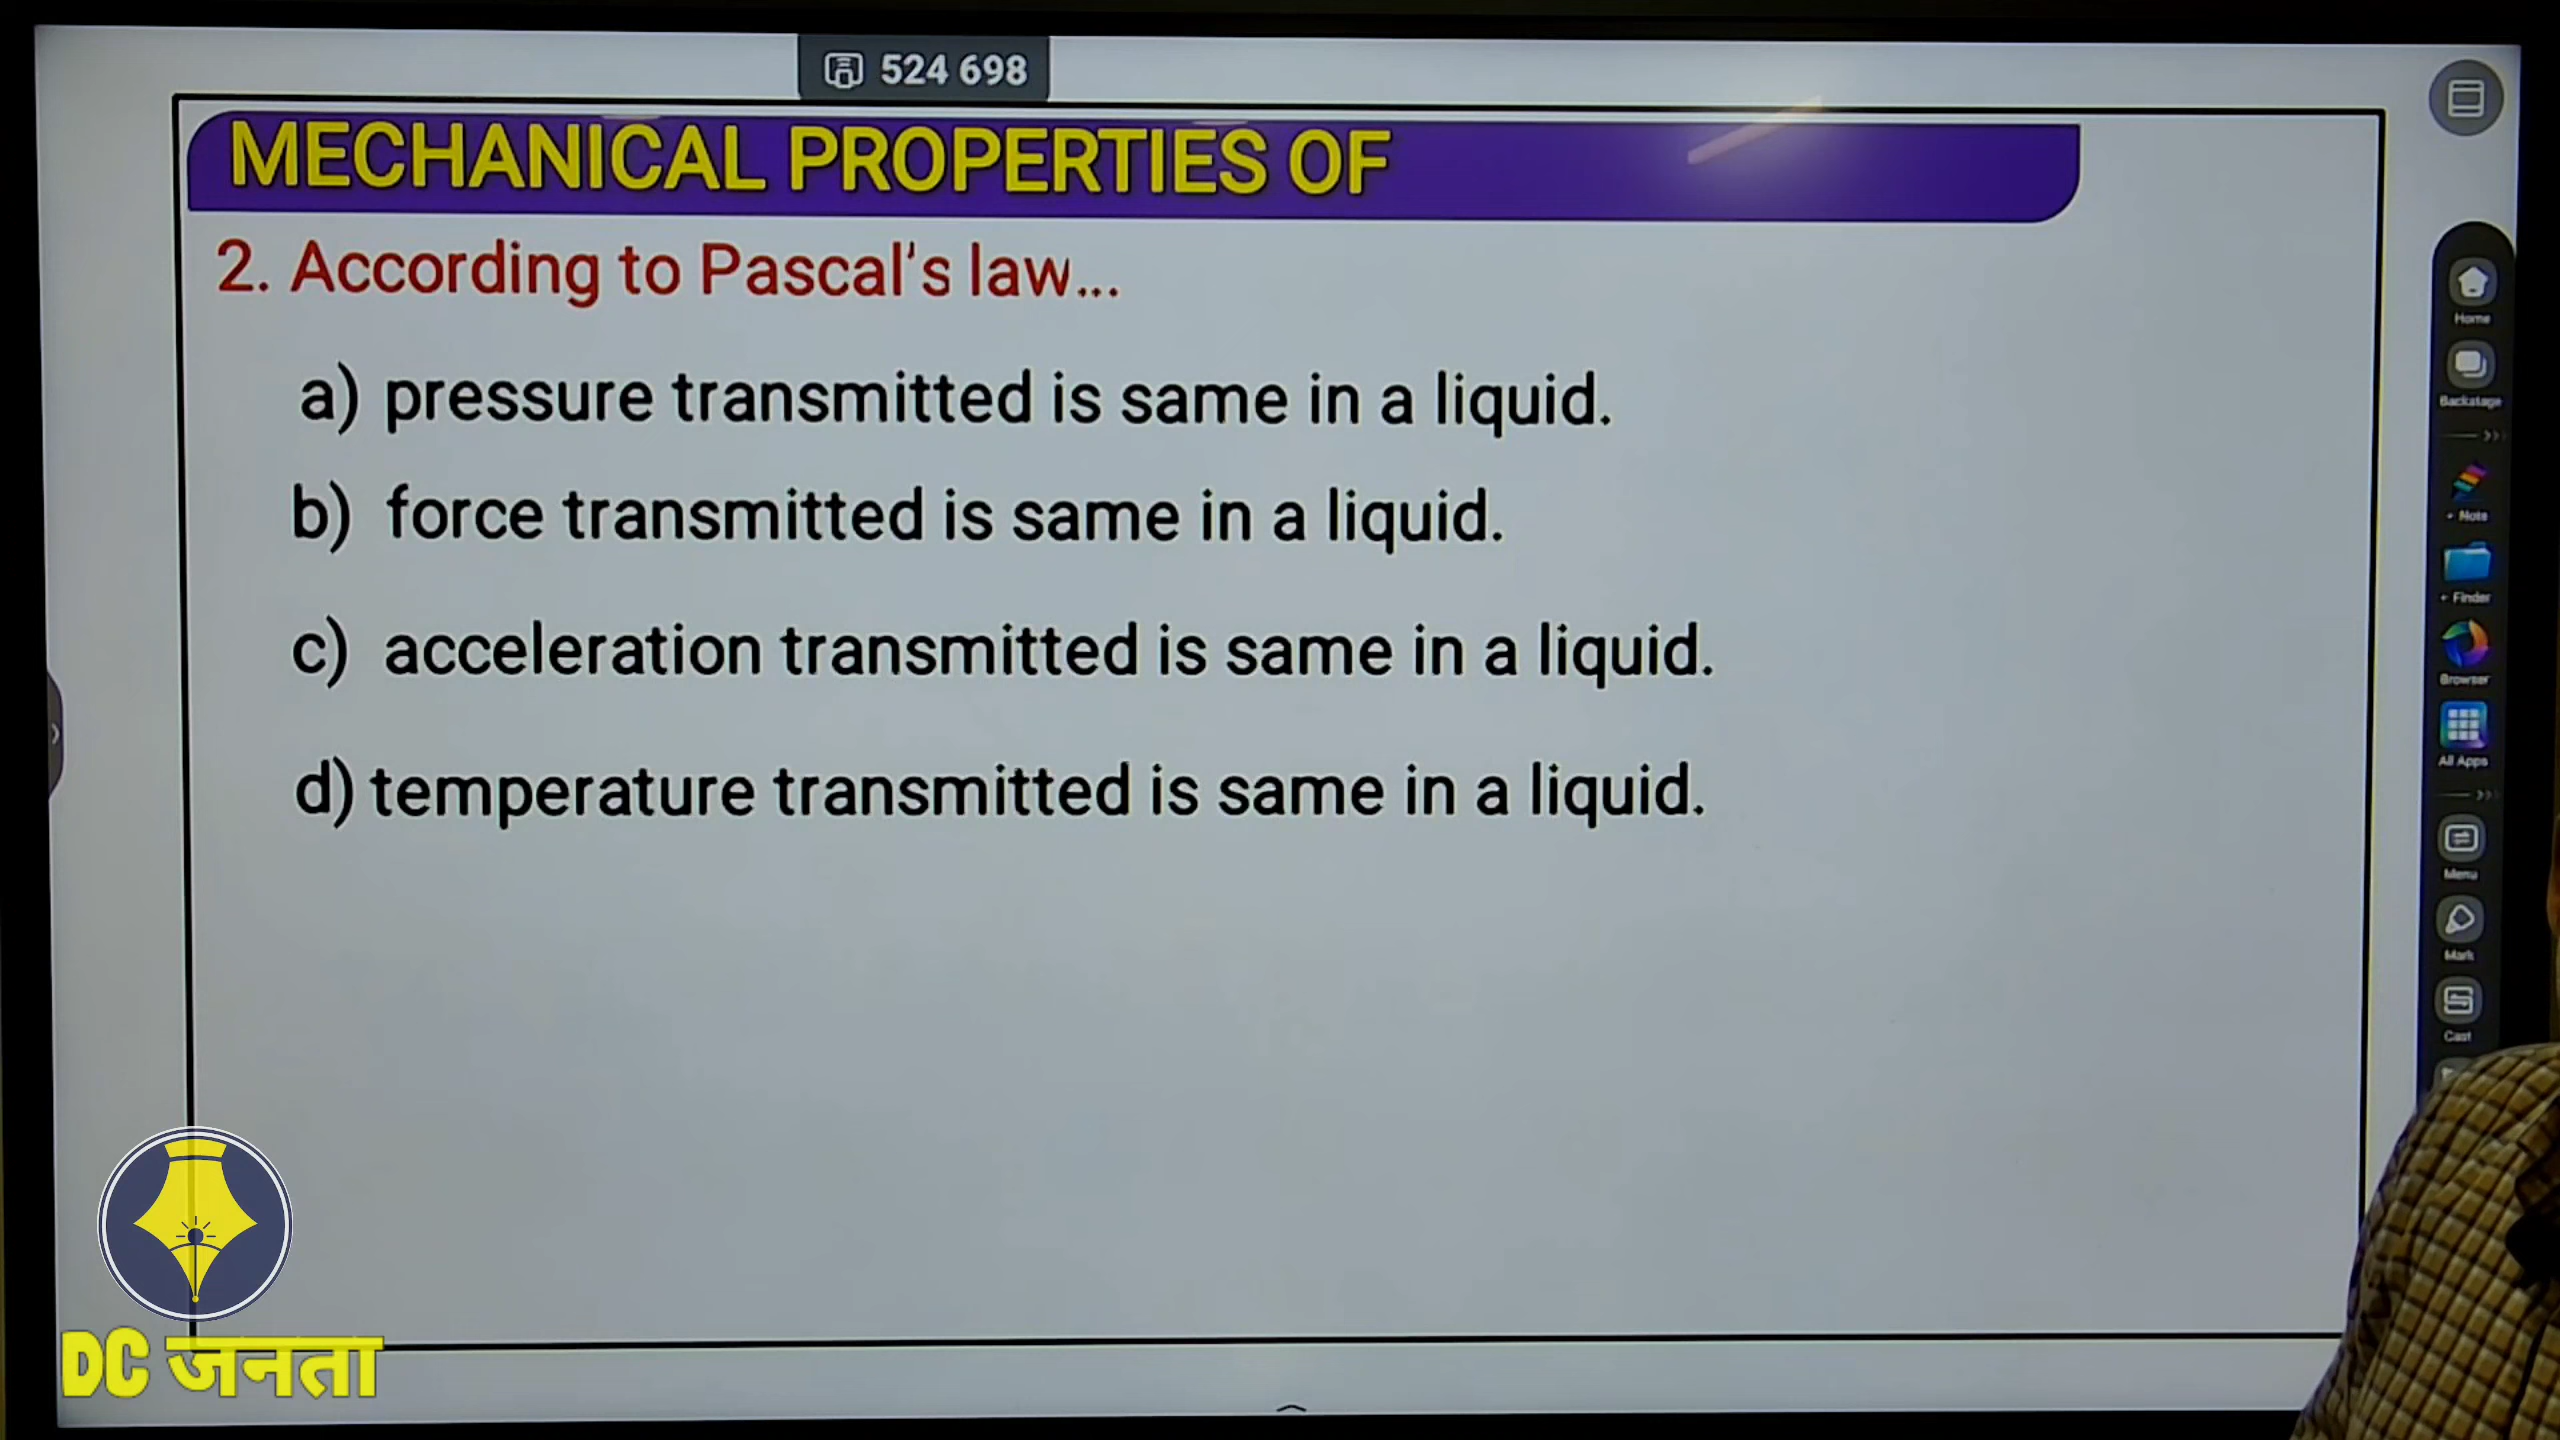 524 698
MECHANICAL PROPERTIES OF
2. According to Pascal's law...
a) pressure transmitted is same in a liquid.
b) force transmitted is same in a liquid.
c) acceleration transmitted is same in a liquid.
d) temperature transmitted is same in a liquid.
Home
Backstage
+ Note
+ Finder
Browser
All Apps
Menu
Mark
Cast
DC जनता